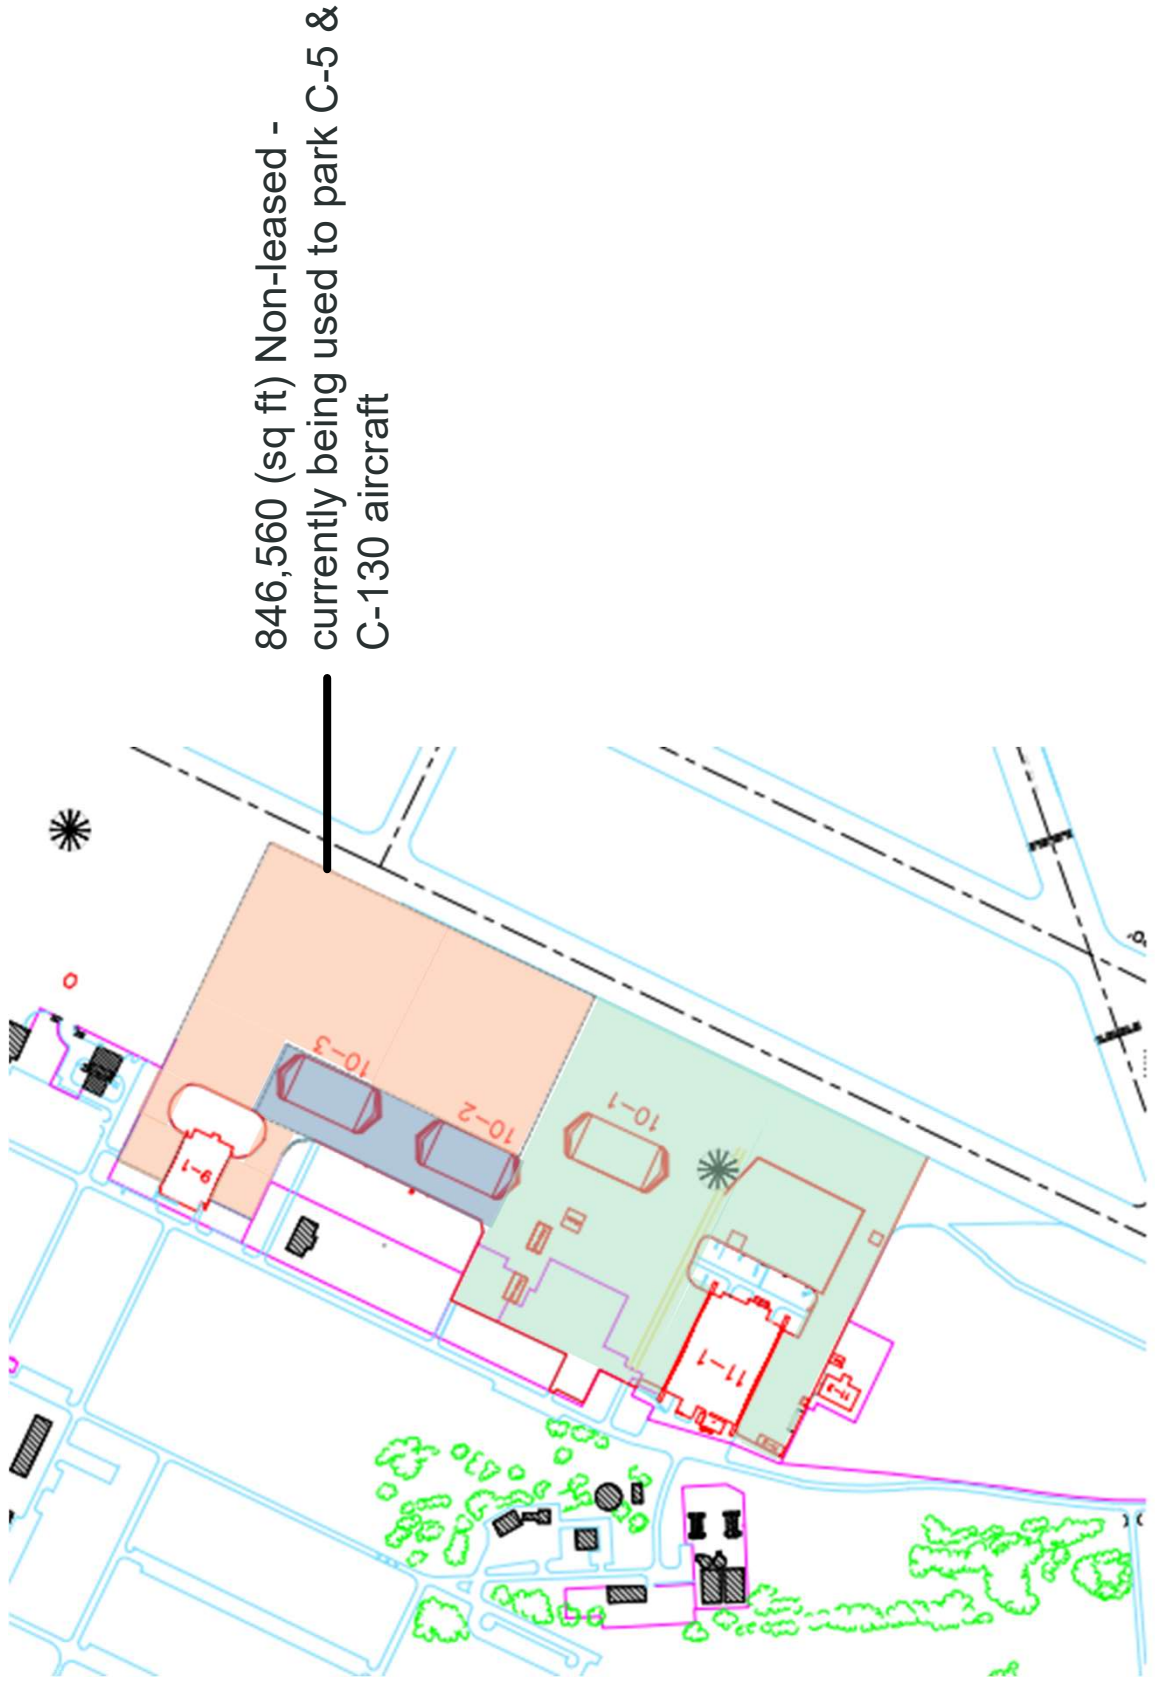 846,560 (sq ft) Non-leased -
currently being used to park C-5 &
C-130 aircraft
10-3
10-2
10-1
9-1
11-1